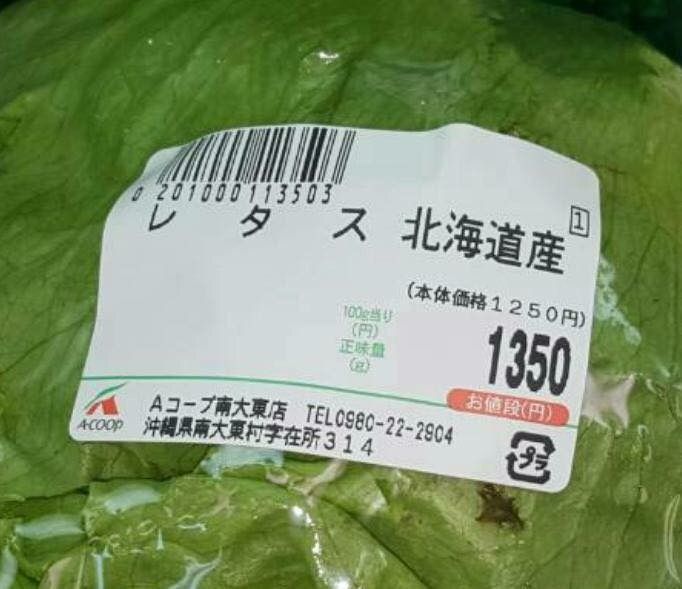 0 201000113503
レタス 北海道産 1
(本体価格1250円)
100g当り
(円)
正味量
(g)
1350
お値段(円)
A-COOP
Aコープ南大東店 TEL0980-22-2904
沖縄県南大東村字在所314
プラ